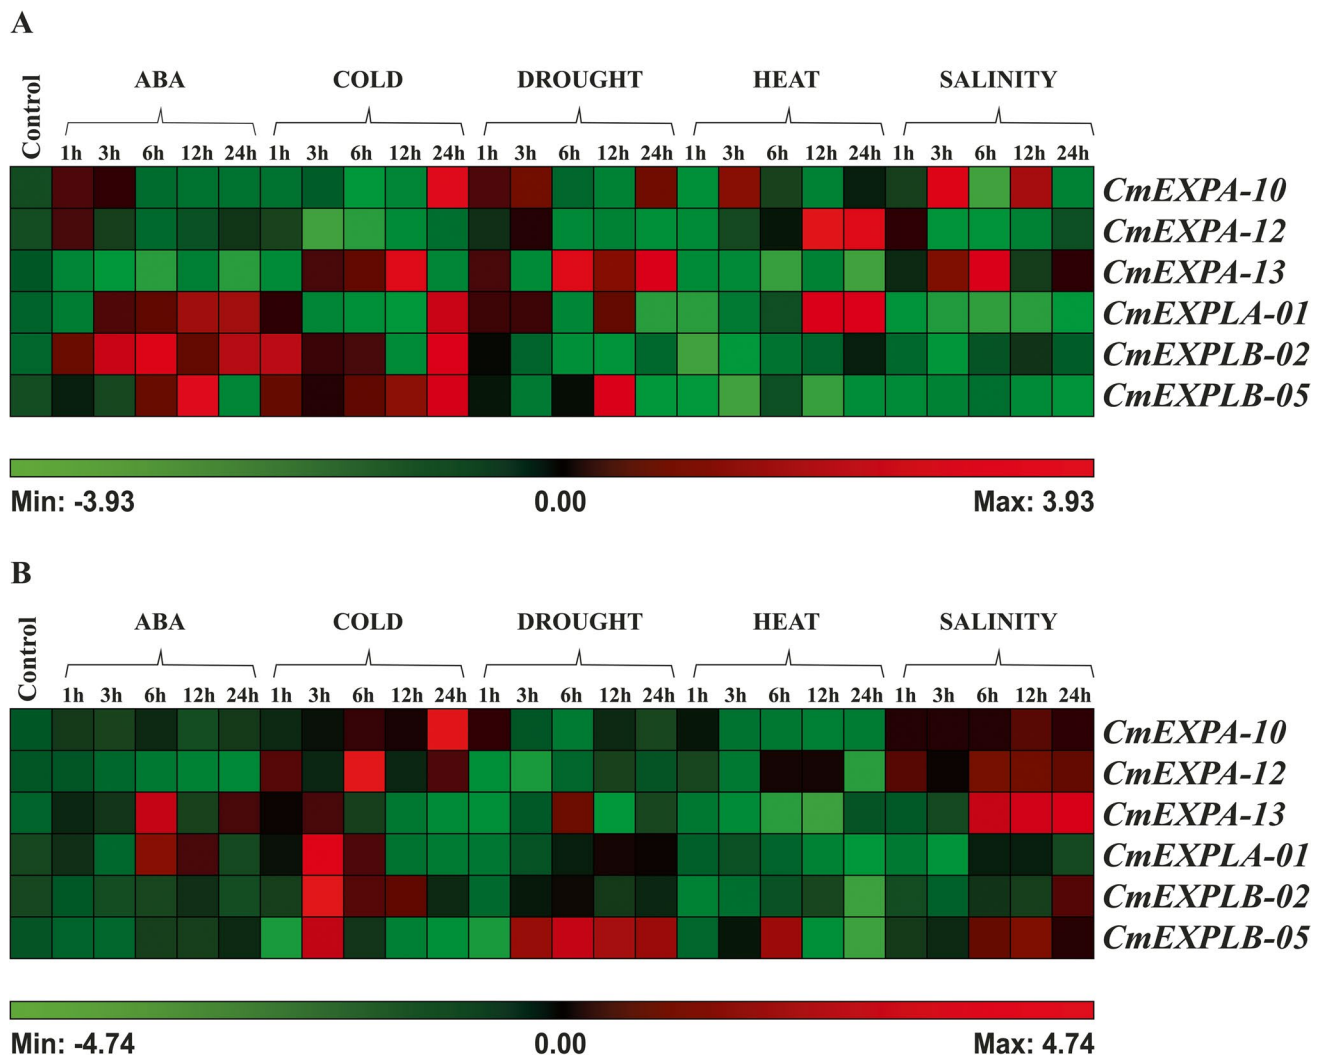 A
ABA COLD DROUGHT HEAT SALINITY
Control
1h 3h 6h 12h 24h 1h 3h 6h 12h 24h 1h 3h 6h 12h 24h 1h 3h 6h 12h 24h 1h 3h 6h 12h 24h
CmEXPA-10
CmEXPA-12
CmEXPA-13
CmEXPLA-01
CmEXPLB-02
CmEXPLB-05
Min: -3.93 0.00 Max: 3.93
B
ABA COLD DROUGHT HEAT SALINITY
Control
1h 3h 6h 12h 24h 1h 3h 6h 12h 24h 1h 3h 6h 12h 24h 1h 3h 6h 12h 24h 1h 3h 6h 12h 24h
CmEXPA-10
CmEXPA-12
CmEXPA-13
CmEXPLA-01
CmEXPLB-02
CmEXPLB-05
Min: -4.74 0.00 Max: 4.74